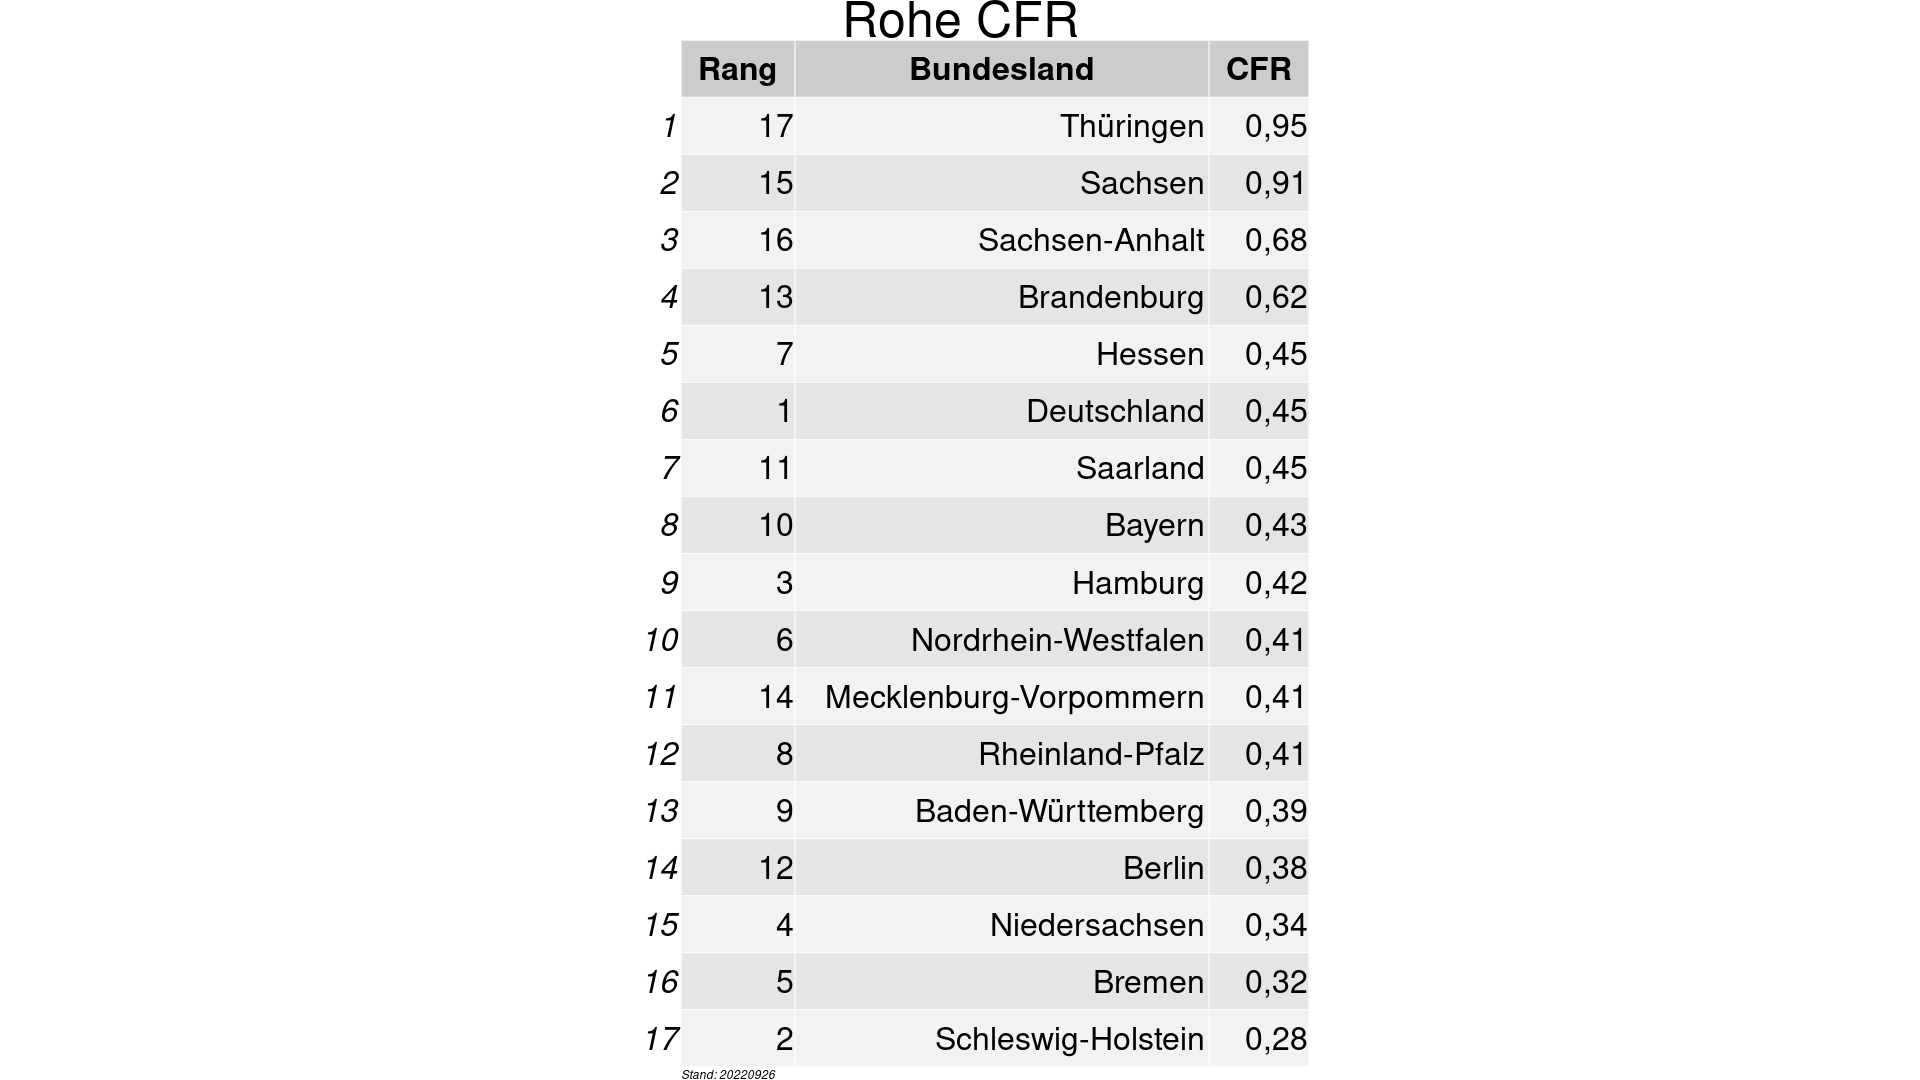 Rohe CFR
Rang Bundesland CFR
1 17 Thüringen 0,95
2 15 Sachsen 0,91
3 16 Sachsen-Anhalt 0,68
4 13 Brandenburg 0,62
5 7 Hessen 0,45
6 1 Deutschland 0,45
7 11 Saarland 0,45
8 10 Bayern 0,43
9 3 Hamburg 0,42
10 6 Nordrhein-Westfalen 0,41
11 14 Mecklenburg-Vorpommern 0,41
12 8 Rheinland-Pfalz 0,41
13 9 Baden-Württemberg 0,39
14 12 Berlin 0,38
15 4 Niedersachsen 0,34
16 5 Bremen 0,32
17 2 Schleswig-Holstein 0,28
Stand: 20220926